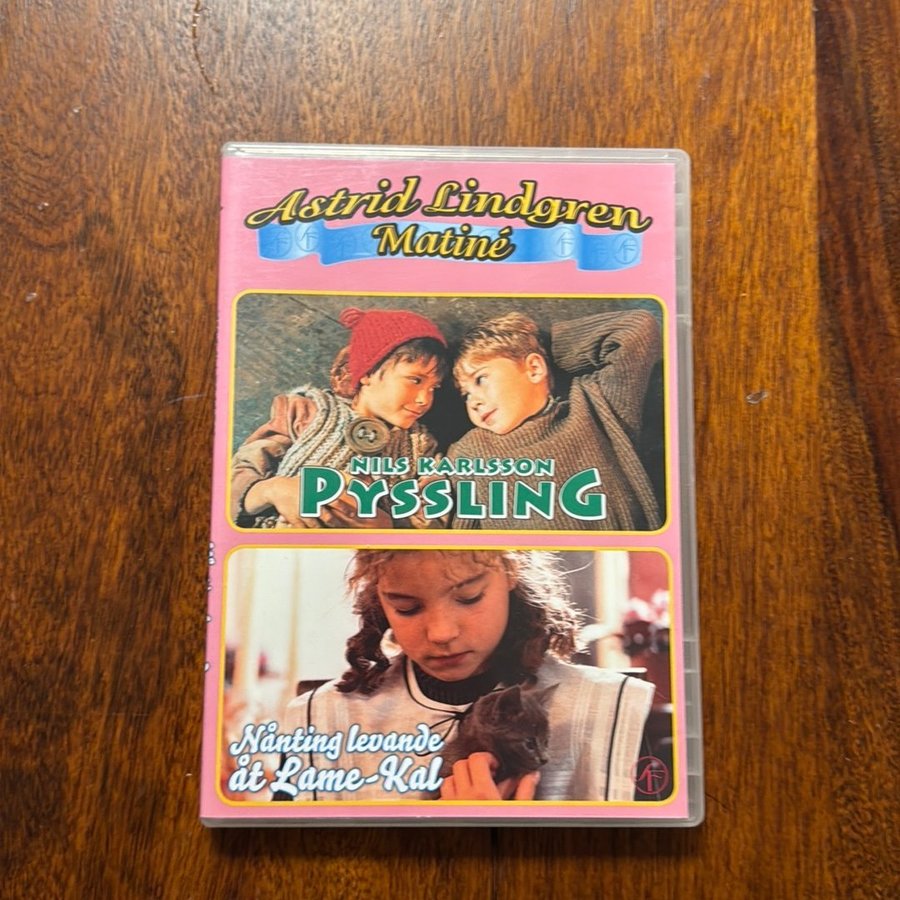 Astrid Lindgren
Matiné
NILS KARLSSON
PYSSLING
Nånting levande
åt Lame-Kal